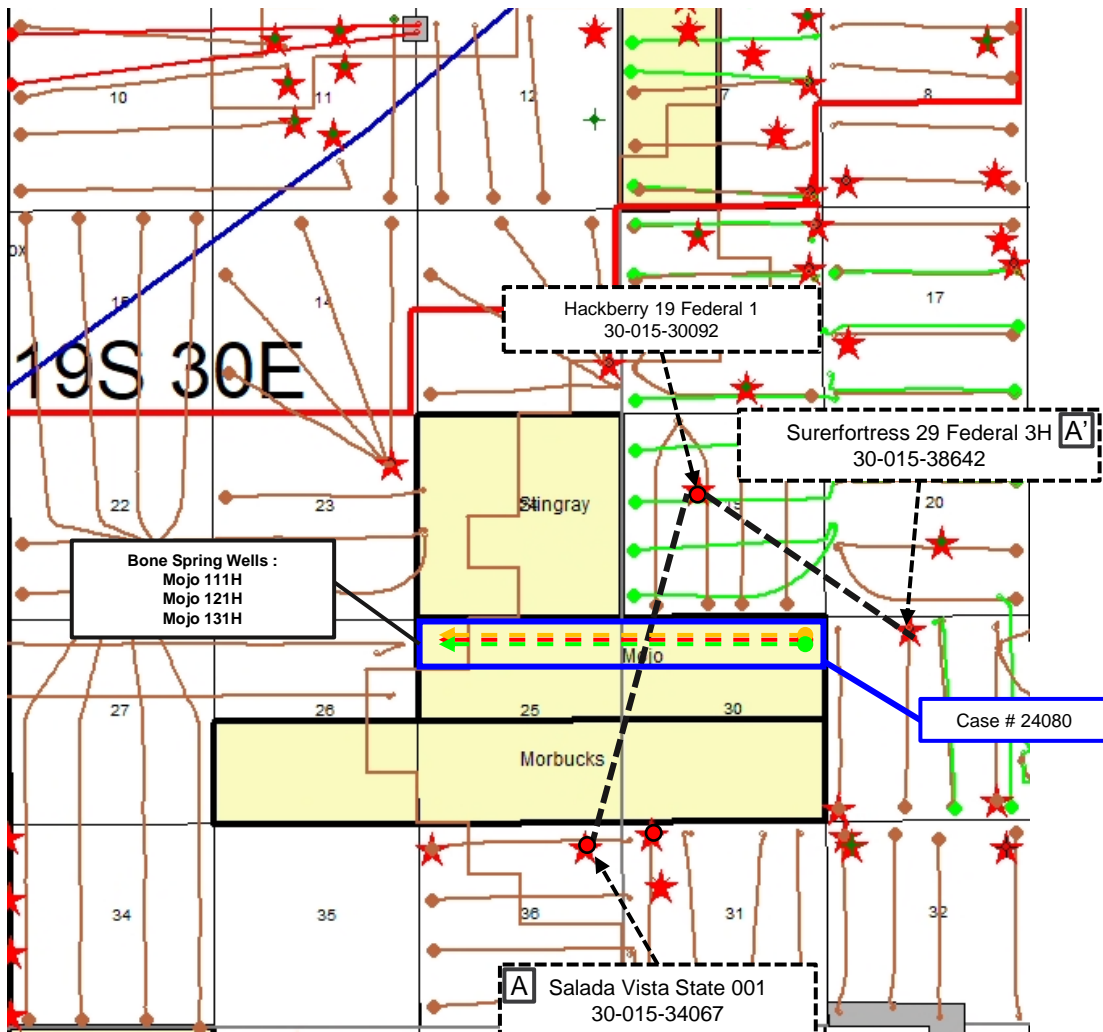 10
11
12
7
8
15
14
17
Hackberry 19 Federal 1
30-015-30092
19S 30E
Surerfortress 29 Federal 3H
30-015-38642
A'
22
23
Stingray
24
19
20
Bone Spring Wells :
Mojo 111H
Mojo 121H
Mojo 131H
Mojo
27
26
25
30
Case # 24080
Morbucks
34
35
36
31
32
A
Salada Vista State 001
30-015-34067